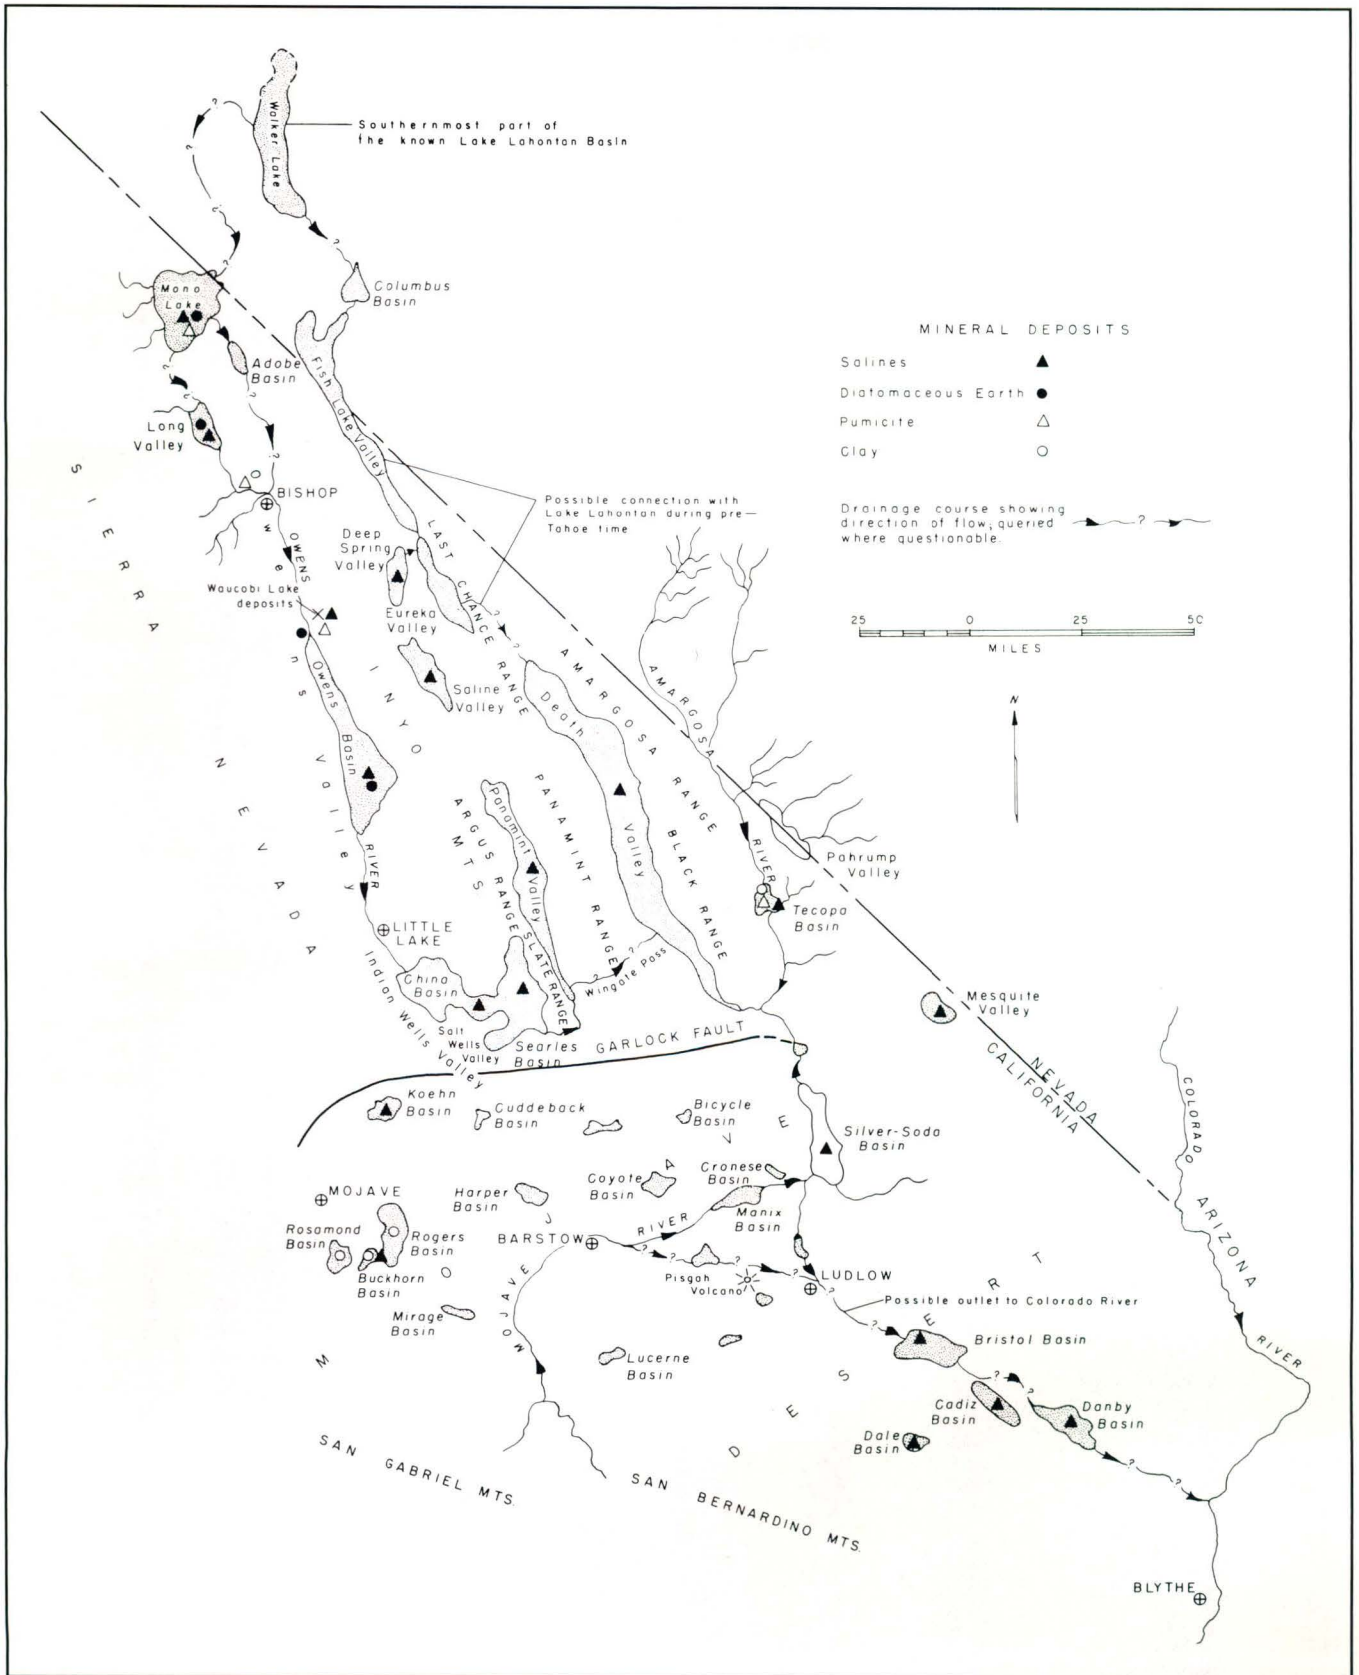 Walker Lake
Southernmost part of
the known Lake Lahontan Basin
Mono
Lake
Columbus
Basin
Adobe
Basin
Fish Lake Valley
Long
Valley
BISHOP
MINERAL DEPOSITS
Salines
Diatomaceous Earth
Pumicite
Clay
Drainage course showing
direction of flow; queried
where questionable.
25 0 25 50
MILES
N
Possible connection with
Lake Lahontan during pre—
Tahoe time
SIERRA NEVADA
Owens Valley
OWENS RIVER
Deep
Spring
Valley
Waucobi Lake
deposits
Eureka
Valley
LAST CHANCE RANGE
Saline
Valley
INYO MTS
Owens Basin
Death Valley
AMARGOSA RANGE
AMARGOSA RIVER
PANAMINT RANGE
BLACK RANGE
ARGUS RANGE
Panamint Valley
SLATE RANGE
Pahrump
Valley
Tecopa
Basin
LITTLE
LAKE
China
Basin
Indian Wells Valley
Salt
Wells
Valley
Searles
Basin
Wingate Pass
GARLOCK FAULT
Mesquite
Valley
NEVADA
CALIFORNIA
COLORADO RIVER
ARIZONA
Koehn
Basin
Cuddeback
Basin
Bicycle
Basin
Silver-Soda
Basin
Coyote
Basin
Cronese
Basin
Manix
Basin
MOJAVE
Harper
Basin
Rosamond
Basin
Rogers
Basin
Buckhorn
Basin
BARSTOW
MOJAVE RIVER
Pisgah
Volcano
LUDLOW
Possible outlet to Colorado River
Mirage
Basin
Lucerne
Basin
Bristol Basin
Cadiz
Basin
Danby
Basin
Dale
Basin
MOJAVE DESERT
SAN GABRIEL MTS.
SAN BERNARDINO MTS.
BLYTHE